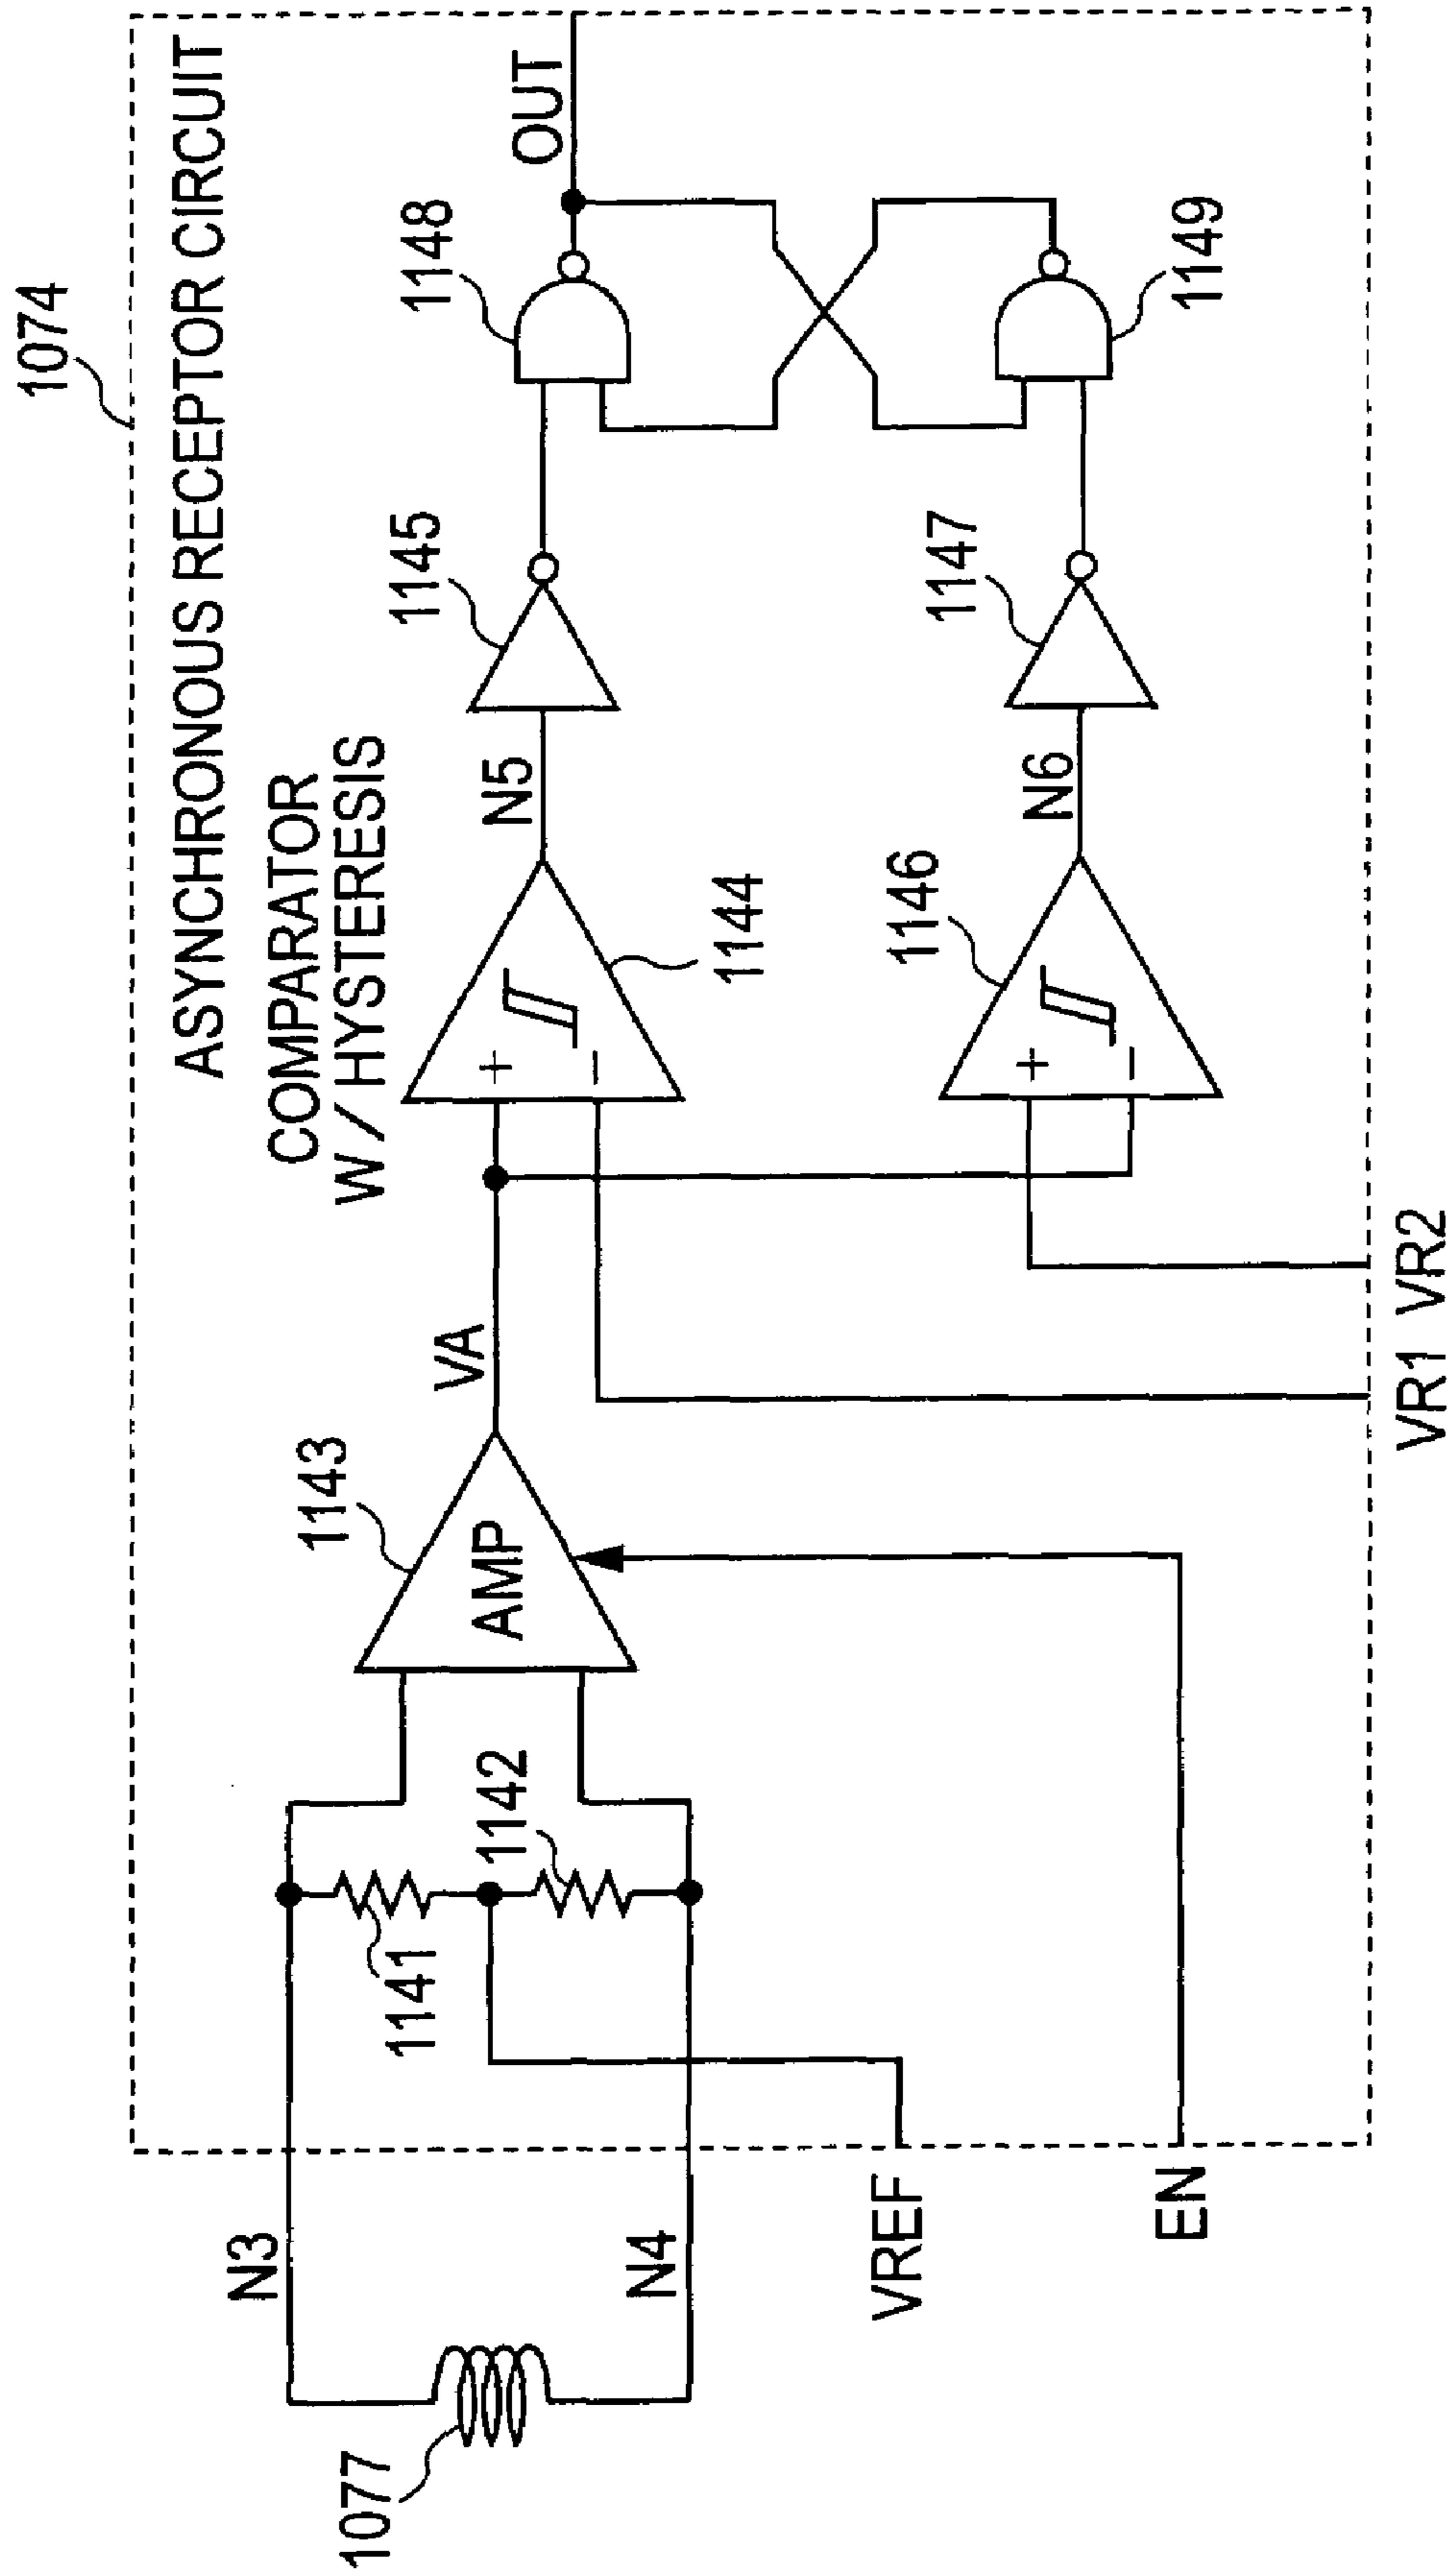 1074
ASYNCHRONOUS RECEPTOR CIRCUIT
COMPARATOR
W/ HYSTERESIS
1077
N3
N4
1141
1142
1143
AMP
VA
+
−
1144
N5
1145
1148
OUT
1146
+
−
N6
1147
1149
VREF
EN
VR1 VR2